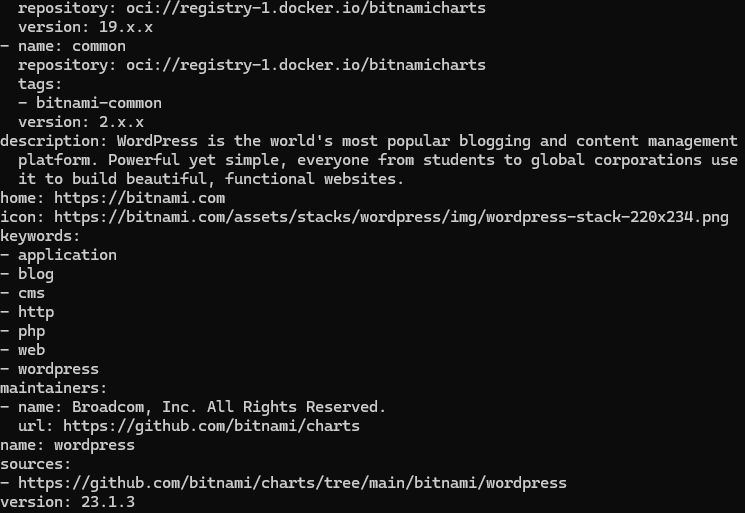 repository: oci://registry-1.docker.io/bitnamicharts
  version: 19.x.x
- name: common
  repository: oci://registry-1.docker.io/bitnamicharts
  tags:
  - bitnami-common
  version: 2.x.x
description: WordPress is the world's most popular blogging and content management
  platform. Powerful yet simple, everyone from students to global corporations use
  it to build beautiful, functional websites.
home: https://bitnami.com
icon: https://bitnami.com/assets/stacks/wordpress/img/wordpress-stack-220x234.png
keywords:
- application
- blog
- cms
- http
- php
- web
- wordpress
maintainers:
- name: Broadcom, Inc. All Rights Reserved.
  url: https://github.com/bitnami/charts
name: wordpress
sources:
- https://github.com/bitnami/charts/tree/main/bitnami/wordpress
version: 23.1.3